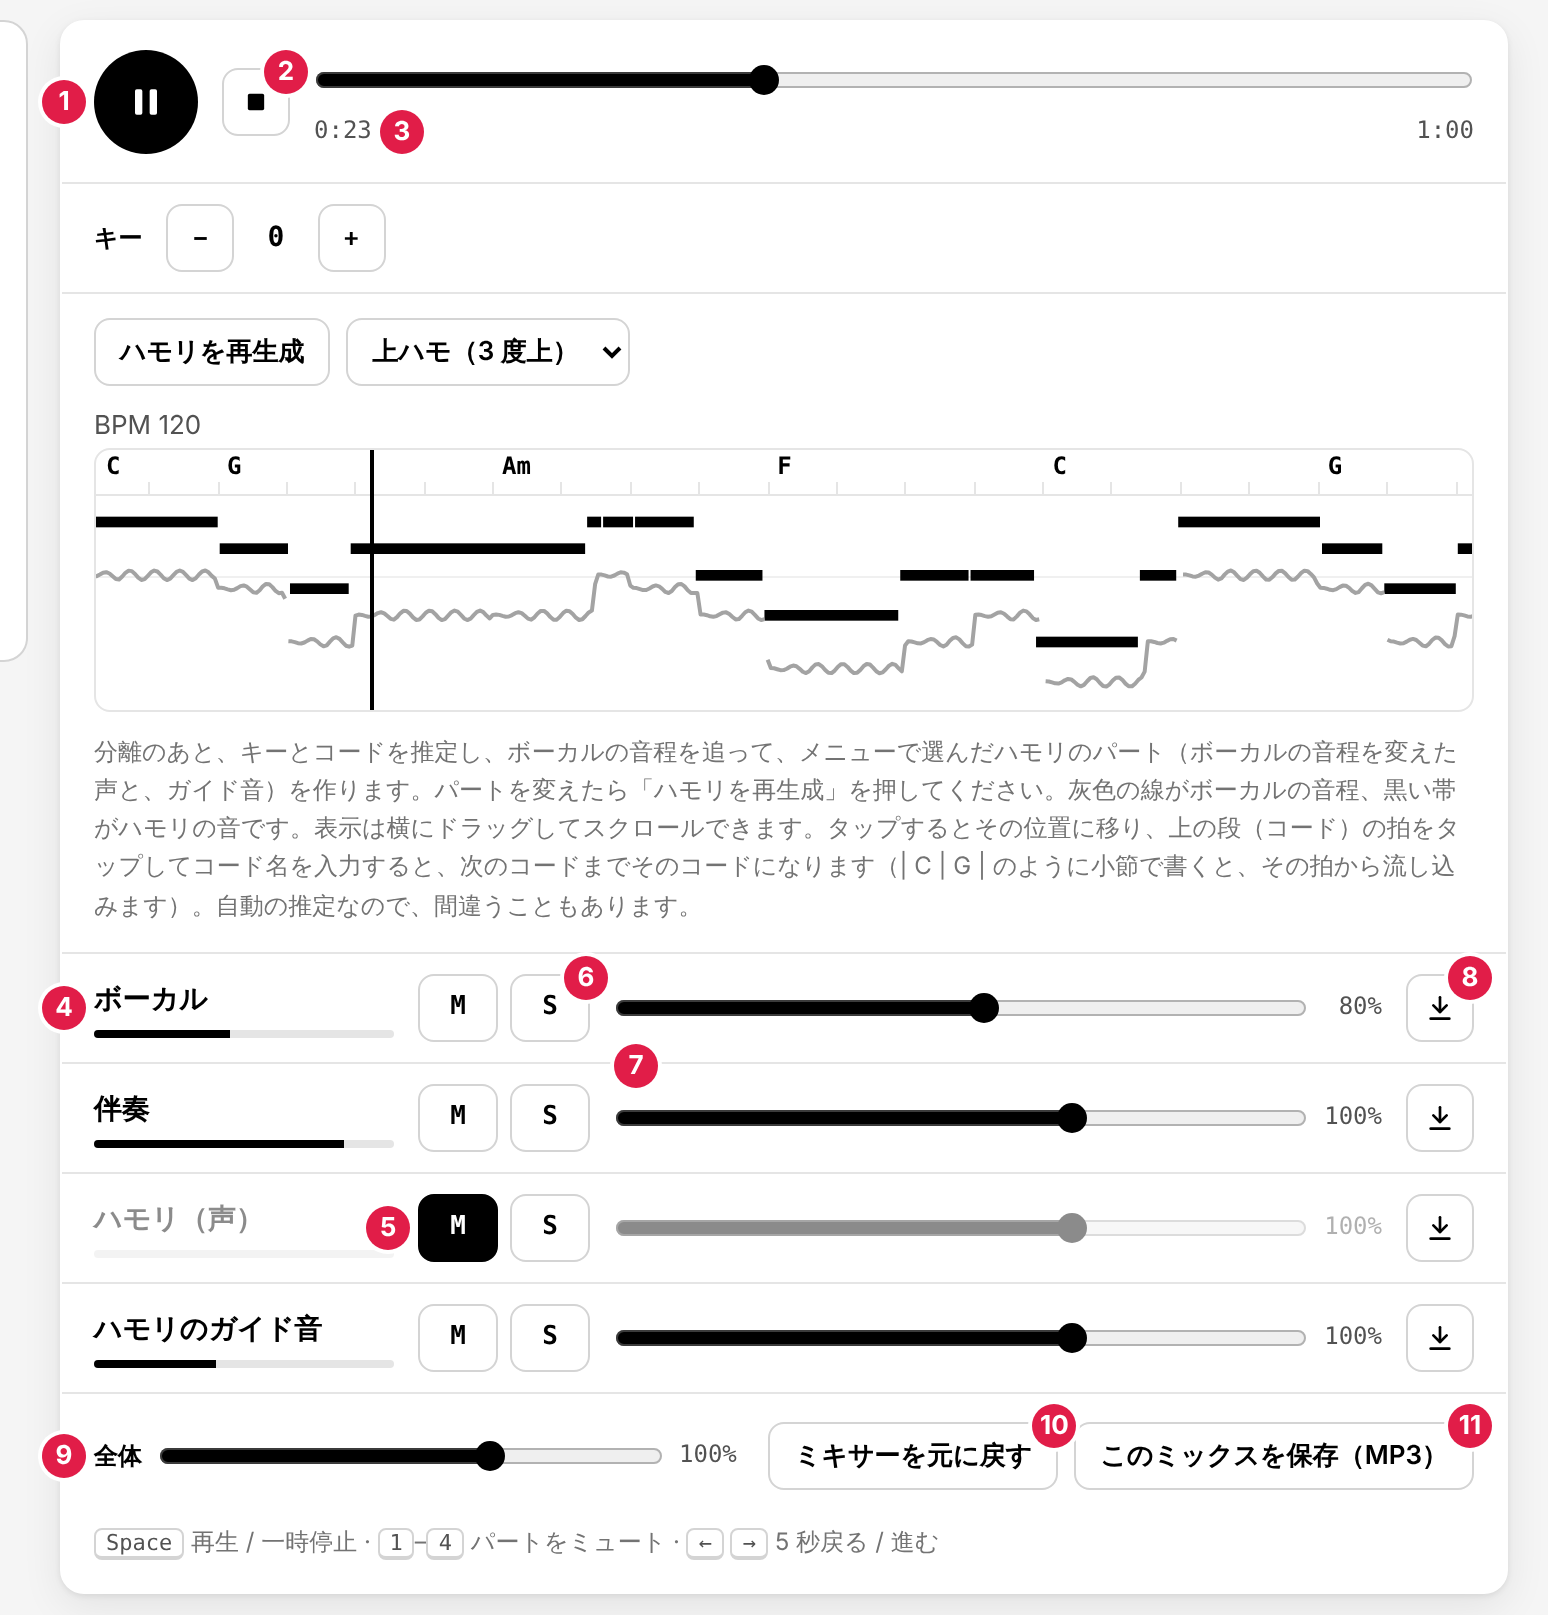 1
2
0:23 3 1:00
キー − 0 +
ハモリを再生成 上ハモ（3 度上）
BPM 120
C G Am F C G
分離のあと、キーとコードを推定し、ボーカルの音程を追って、メニューで選んだハモリのパート（ボーカルの音程を変えた
声と、ガイド音）を作ります。パートを変えたら「ハモリを再生成」を押してください。灰色の線がボーカルの音程、黒い帯
がハモリの音です。表示は横にドラッグしてスクロールできます。タップするとその位置に移り、上の段（コード）の拍をタ
ップしてコード名を入力すると、次のコードまでそのコードになります（| C | G | のように小節で書くと、その拍から流し込
みます）。自動の推定なので、間違うこともあります。
4 ボーカル M S 6 80% 8
7
伴奏 M S 100%
ハモリ（声） 5 M S 100%
ハモリのガイド音 M S 100%
9 全体 100% ミキサーを元に戻す 10 このミックスを保存（MP3） 11
Space 再生 / 一時停止 · 1–4 パートをミュート · ← → 5 秒戻る / 進む